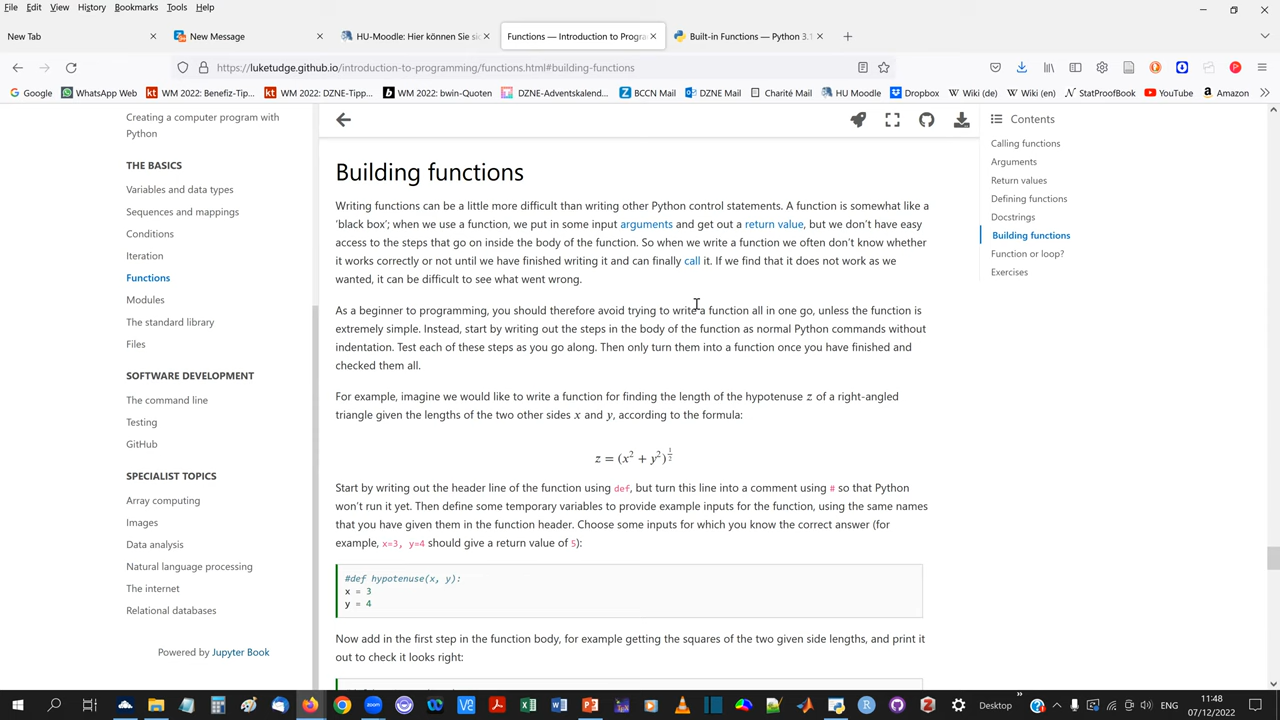 File Edit View History Bookmarks Tools Help
New Tab
New Message
HU-Moodle: Hier können Sie sic
Functions — Introduction to Progra
Built-in Functions — Python 3.1
https://luketudge.github.io/introduction-to-programming/functions.html#building-functions
Google WhatsApp Web WM 2022: Benefiz-Tip... WM 2022: DZNE-Tipp... WM 2022: bwin-Quoten DZNE-Adventskalend... BCCN Mail DZNE Mail Charité Mail HU Moodle Dropbox Wiki (de) Wiki (en) StatProofBook YouTube Amazon
Creating a computer program with
Python
THE BASICS
Variables and data types
Sequences and mappings
Conditions
Iteration
Functions
Modules
The standard library
Files
SOFTWARE DEVELOPMENT
The command line
Testing
GitHub
SPECIALIST TOPICS
Array computing
Images
Data analysis
Natural language processing
The internet
Relational databases
Powered by Jupyter Book
Building functions
Writing functions can be a little more difficult than writing other Python control statements. A function is somewhat like a
'black box'; when we use a function, we put in some input arguments and get out a return value, but we don't have easy
access to the steps that go on inside the body of the function. So when we write a function we often don't know whether
it works correctly or not until we have finished writing it and can finally call it. If we find that it does not work as we
wanted, it can be difficult to see what went wrong.
As a beginner to programming, you should therefore avoid trying to write a function all in one go, unless the function is
extremely simple. Instead, start by writing out the steps in the body of the function as normal Python commands without
indentation. Test each of these steps as you go along. Then only turn them into a function once you have finished and
checked them all.
For example, imagine we would like to write a function for finding the length of the hypotenuse z of a right-angled
triangle given the lengths of the two other sides x and y, according to the formula:
z = (x² + y²)^½
Start by writing out the header line of the function using def, but turn this line into a comment using # so that Python
won't run it yet. Then define some temporary variables to provide example inputs for the function, using the same names
that you have given them in the function header. Choose some inputs for which you know the correct answer (for
example, x=3, y=4 should give a return value of 5):
#def hypotenuse(x, y):
x = 3
y = 4
Now add in the first step in the function body, for example getting the squares of the two given side lengths, and print it
out to check it looks right:
Contents
Calling functions
Arguments
Return values
Defining functions
Docstrings
Building functions
Function or loop?
Exercises
Desktop
ENG
11:48
07/12/2022